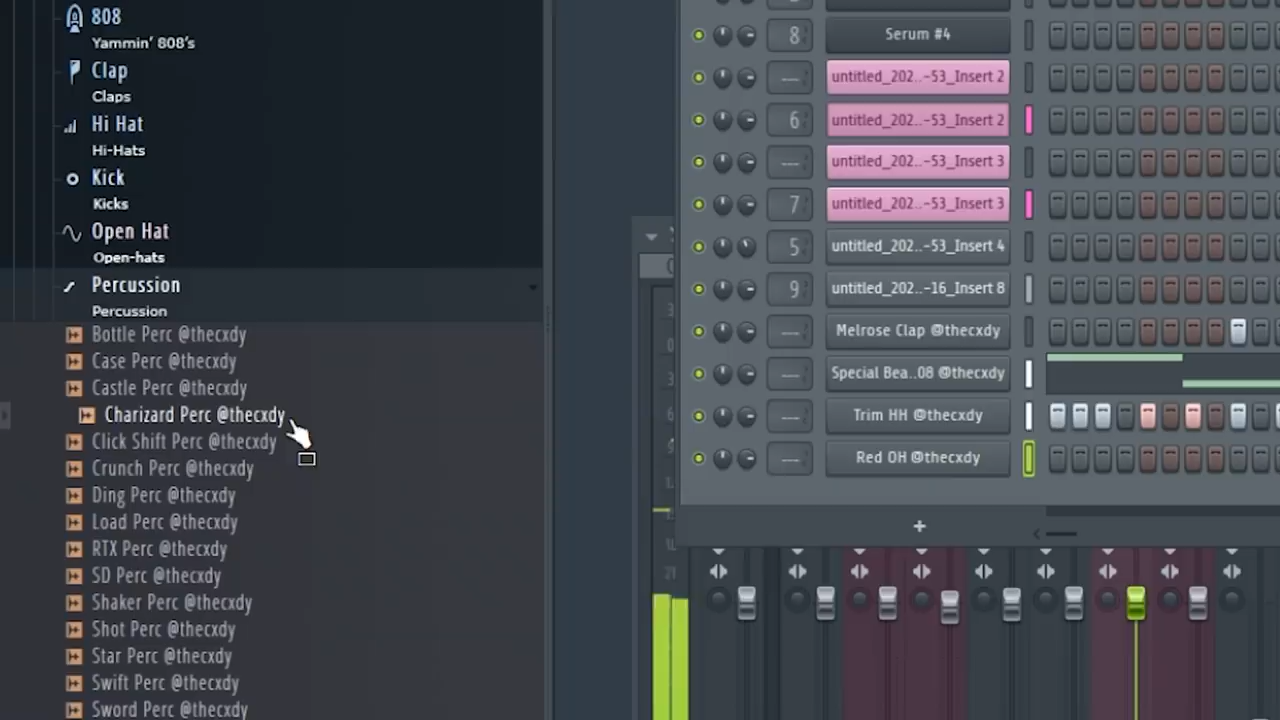 808
Yammin' 808's
Clap
Claps
Hi Hat
Hi-Hats
Kick
Kicks
Open Hat
Open-hats
Percussion
Percussion
Bottle Perc @thecxdy
Case Perc @thecxdy
Castle Perc @thecxdy
Charizard Perc @thecxdy
Click Shift Perc @thecxdy
Crunch Perc @thecxdy
Ding Perc @thecxdy
Load Perc @thecxdy
RTX Perc @thecxdy
SD Perc @thecxdy
Shaker Perc @thecxdy
Shot Perc @thecxdy
Star Perc @thecxdy
Swift Perc @thecxdy
Sword Perc @thecxdy
8 Serum #4
--- untitled_202..-53_Insert 2
6 untitled_202..-53_Insert 2
--- untitled_202..-53_Insert 3
7 untitled_202..-53_Insert 3
5 untitled_202..-53_Insert 4
9 untitled_202..-16_Insert 8
--- Melrose Clap @thecxdy
--- Special Bea..08 @thecxdy
--- Trim HH @thecxdy
--- Red OH @thecxdy
+